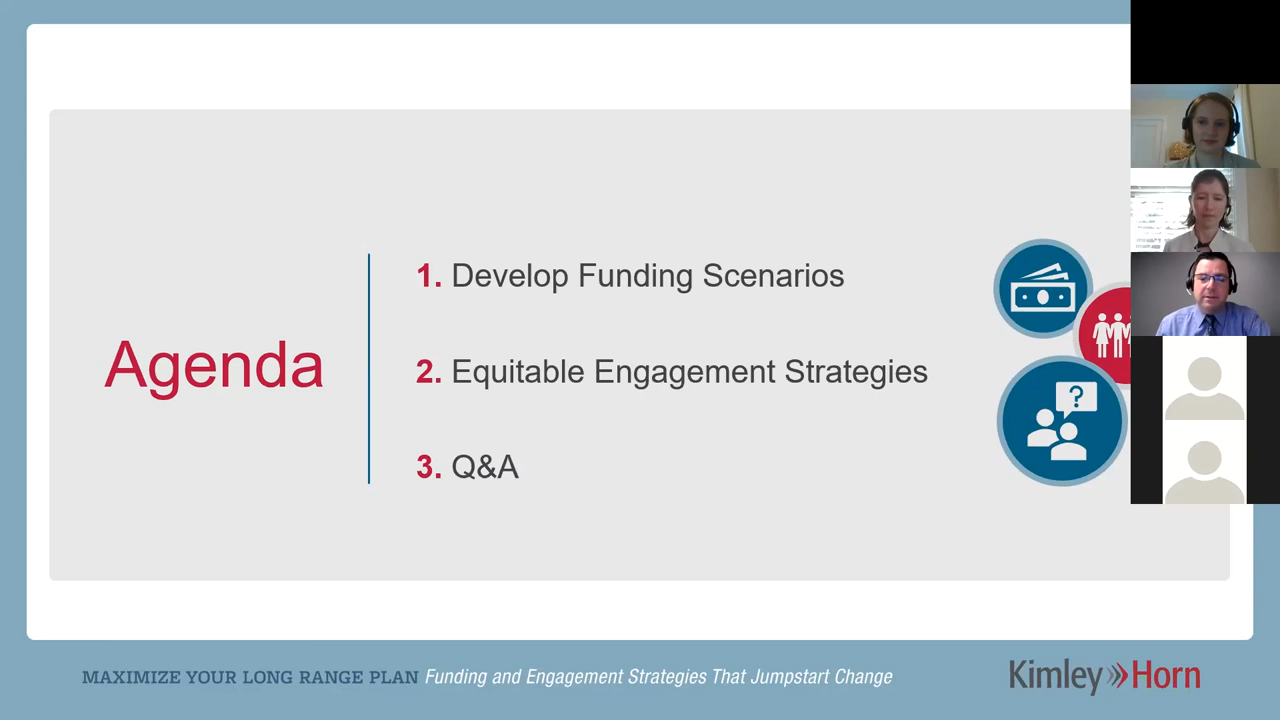 Agenda
1. Develop Funding Scenarios
2. Equitable Engagement Strategies
3. Q&A
?
MAXIMIZE YOUR LONG RANGE PLAN Funding and Engagement Strategies That Jumpstart Change
Kimley»Horn